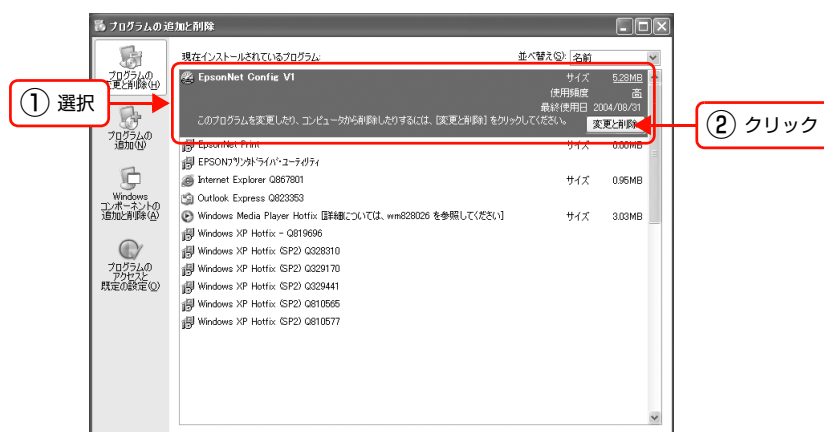 プログラムの追加と削除
現在インストールされているプログラム:
並べ替え(S): 名前
プログラムの
変更と削除(H)
プログラムの
追加(N)
Windows
コンポーネントの
追加と削除(A)
プログラムの
アクセスと
既定の設定(O)
EpsonNet Config V1
サイズ 5.28MB
使用頻度 高
最終使用日 2004/08/31
このプログラムを変更したり、コンピュータから削除したりするには、[変更と削除] をクリックしてください。
変更と削除
EpsonNet Print
サイズ 0.00MB
EPSONプリンタドライバ・ユーティリティ
Internet Explorer Q867801
サイズ 0.95MB
Outlook Express Q823353
Windows Media Player Hotfix [詳細については、wm828026 を参照してください]
サイズ 3.03MB
Windows XP Hotfix - Q819696
Windows XP Hotfix (SP2) Q328310
Windows XP Hotfix (SP2) Q329170
Windows XP Hotfix (SP2) Q329441
Windows XP Hotfix (SP2) Q810565
Windows XP Hotfix (SP2) Q810577
① 選択
② クリック